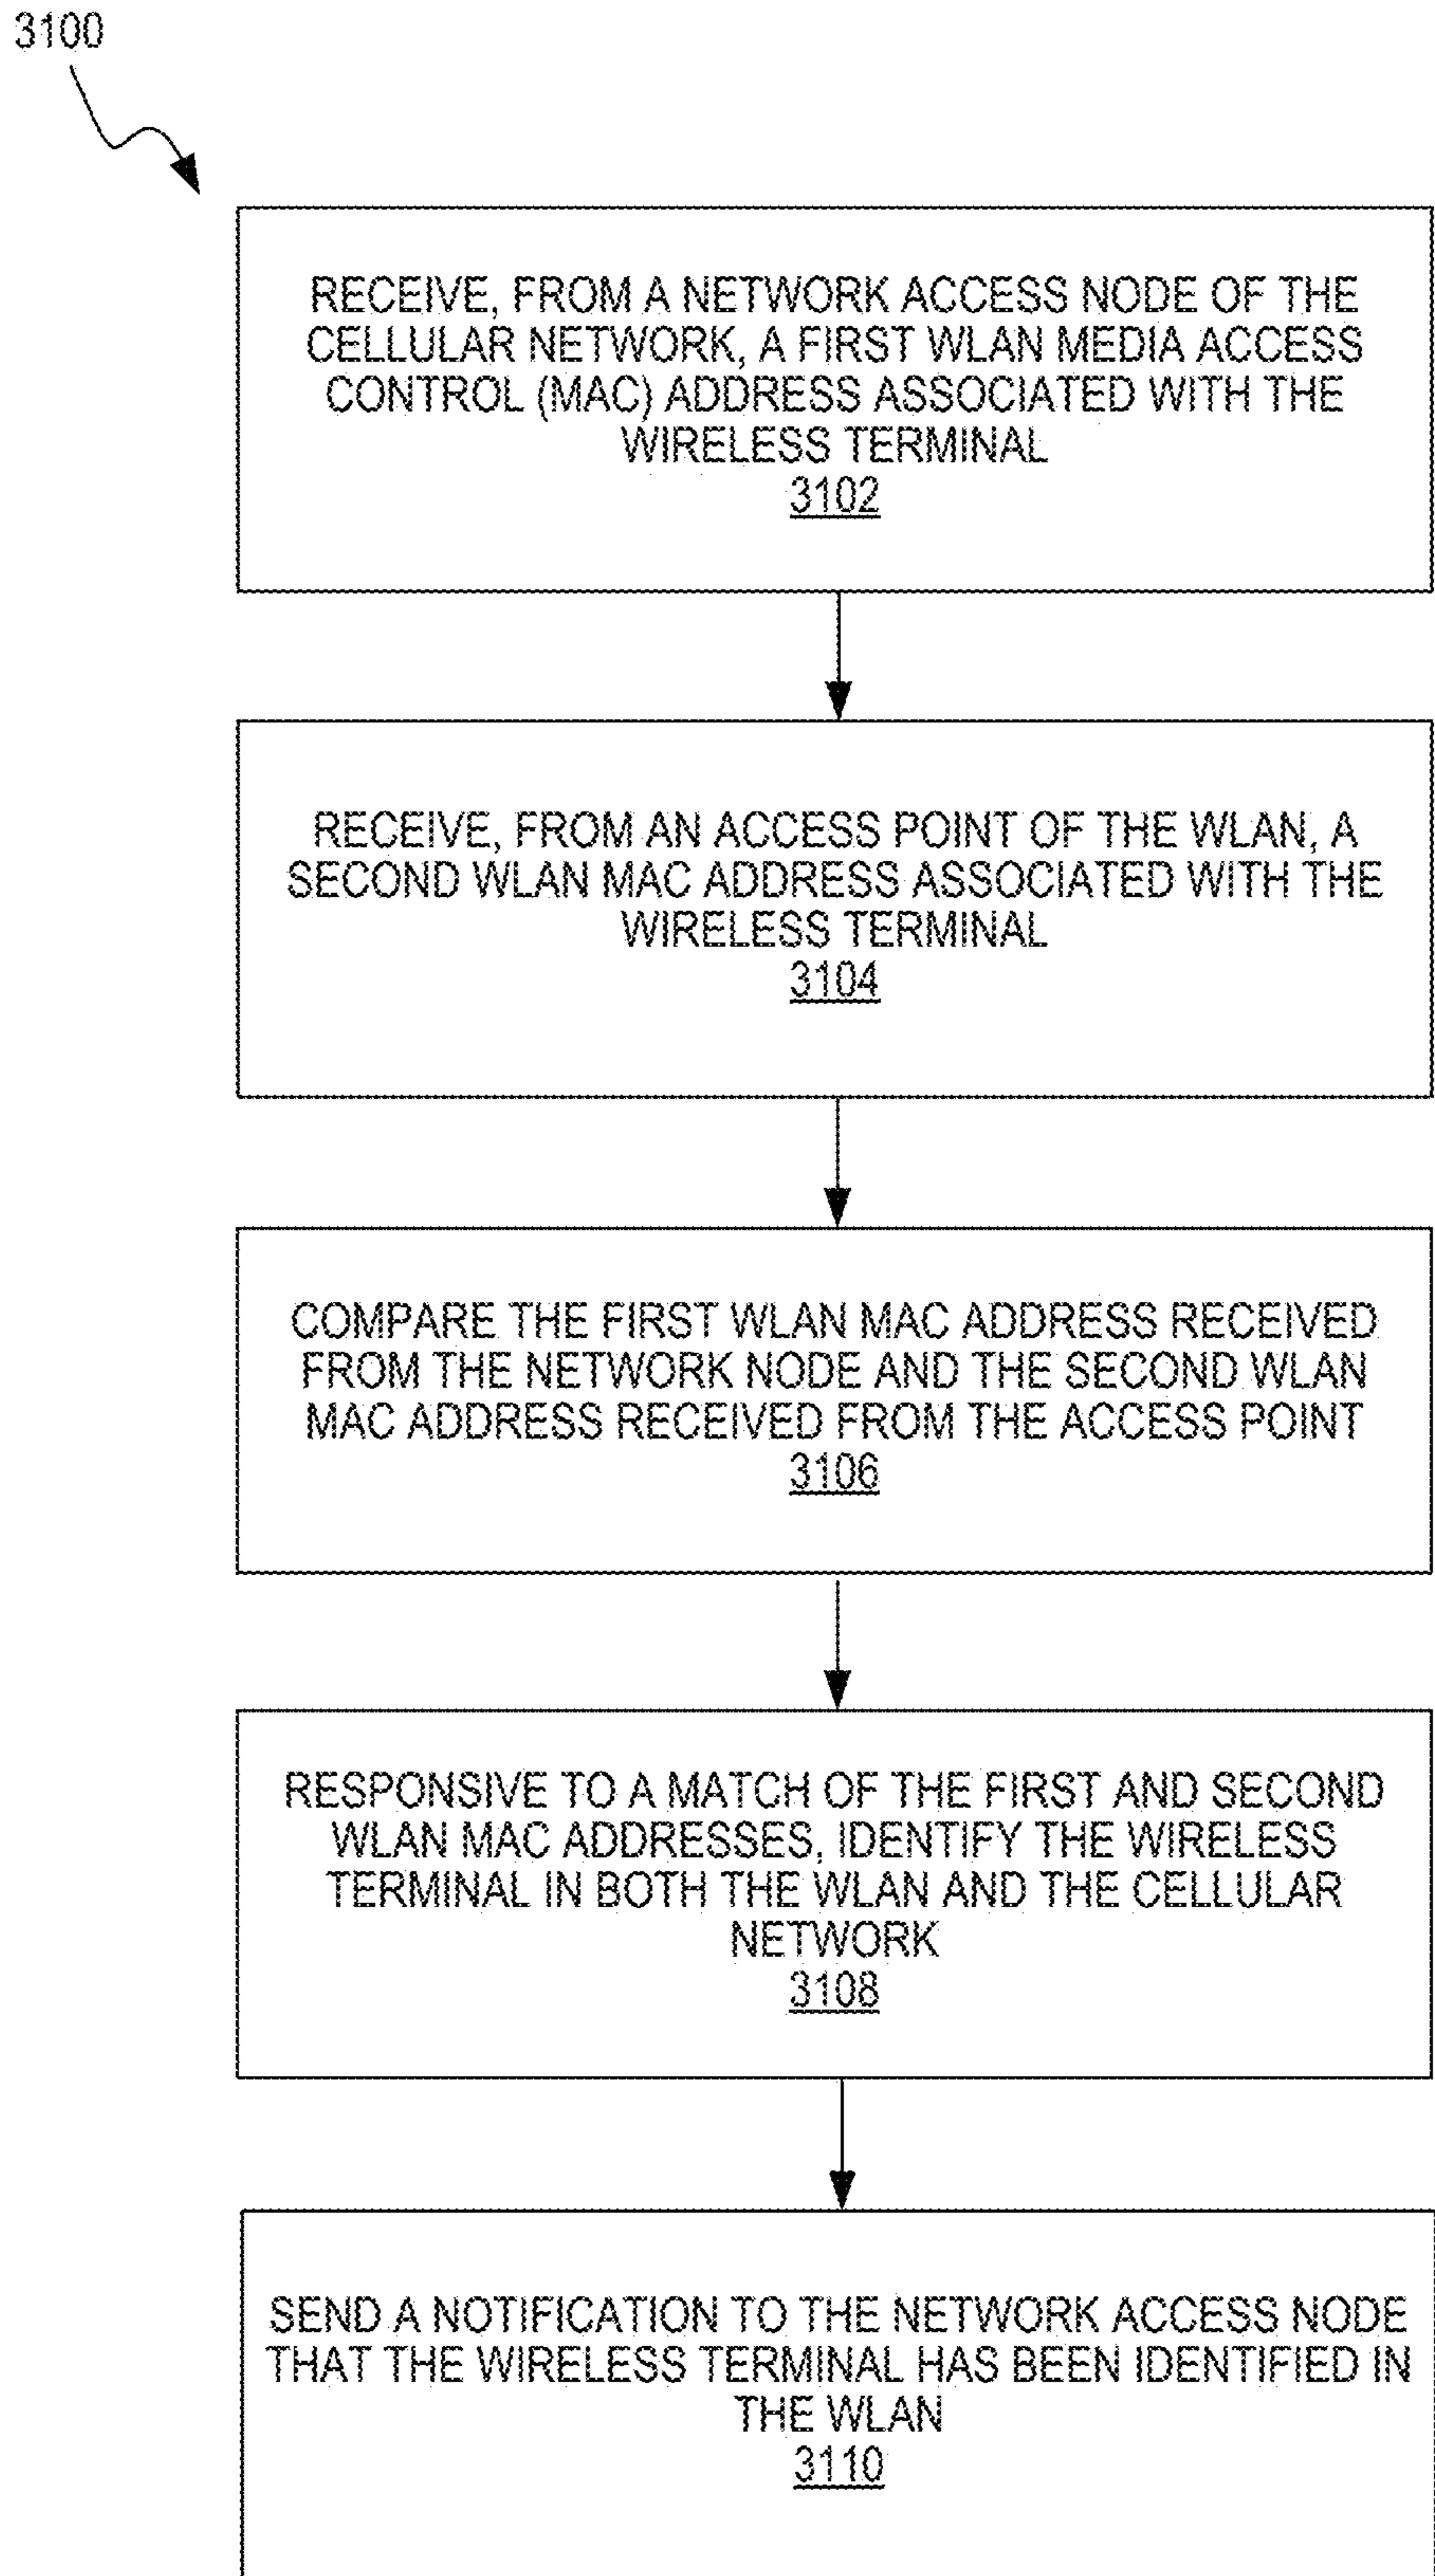 3100
RECEIVE, FROM A NETWORK ACCESS NODE OF THE
CELLULAR NETWORK, A FIRST WLAN MEDIA ACCESS
CONTROL (MAC) ADDRESS ASSOCIATED WITH THE
WIRELESS TERMINAL
3102
RECEIVE, FROM AN ACCESS POINT OF THE WLAN, A
SECOND WLAN MAC ADDRESS ASSOCIATED WITH THE
WIRELESS TERMINAL
3104
COMPARE THE FIRST WLAN MAC ADDRESS RECEIVED
FROM THE NETWORK NODE AND THE SECOND WLAN
MAC ADDRESS RECEIVED FROM THE ACCESS POINT
3106
RESPONSIVE TO A MATCH OF THE FIRST AND SECOND
WLAN MAC ADDRESSES, IDENTIFY THE WIRELESS
TERMINAL IN BOTH THE WLAN AND THE CELLULAR
NETWORK
3108
SEND A NOTIFICATION TO THE NETWORK ACCESS NODE
THAT THE WIRELESS TERMINAL HAS BEEN IDENTIFIED IN
THE WLAN
3110